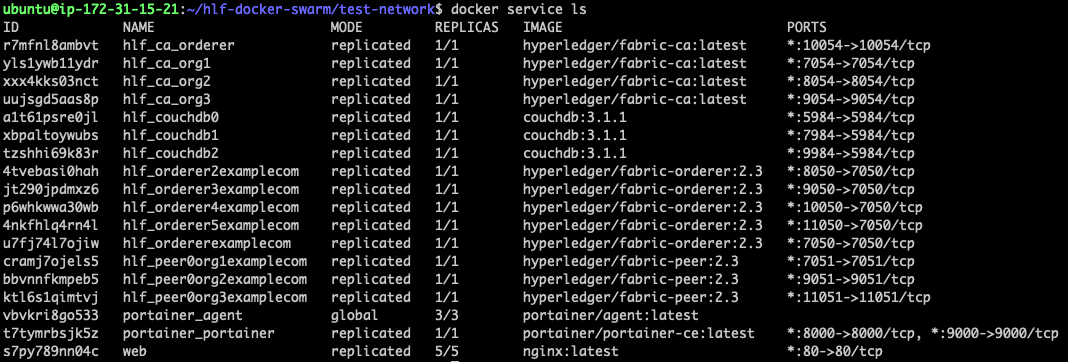 ubuntu@ip-172-31-15-21:~/hlf-docker-swarm/test-network$ docker service ls
ID NAME MODE REPLICAS IMAGE PORTS
r7mfnl8ambvt hlf_ca_orderer replicated 1/1 hyperledger/fabric-ca:latest *:10054->10054/tcp
yls1ywb11ydr hlf_ca_org1 replicated 1/1 hyperledger/fabric-ca:latest *:7054->7054/tcp
xxx4kks03nct hlf_ca_org2 replicated 1/1 hyperledger/fabric-ca:latest *:8054->8054/tcp
uujsgd5aas8p hlf_ca_org3 replicated 1/1 hyperledger/fabric-ca:latest *:9054->9054/tcp
a1t61psre0jl hlf_couchdb0 replicated 1/1 couchdb:3.1.1 *:5984->5984/tcp
xbpaltoywubs hlf_couchdb1 replicated 1/1 couchdb:3.1.1 *:7984->5984/tcp
tzshhi69k83r hlf_couchdb2 replicated 1/1 couchdb:3.1.1 *:9984->5984/tcp
4tvebasi0hah hlf_orderer2examplecom replicated 1/1 hyperledger/fabric-orderer:2.3 *:8050->7050/tcp
jt290jpdmxz6 hlf_orderer3examplecom replicated 1/1 hyperledger/fabric-orderer:2.3 *:9050->7050/tcp
p6whkwwa30wb hlf_orderer4examplecom replicated 1/1 hyperledger/fabric-orderer:2.3 *:10050->7050/tcp
4nkfhlq4rn4l hlf_orderer5examplecom replicated 1/1 hyperledger/fabric-orderer:2.3 *:11050->7050/tcp
u7fj74l7ojiw hlf_ordererexamplecom replicated 1/1 hyperledger/fabric-orderer:2.3 *:7050->7050/tcp
cramj7ojels5 hlf_peer0org1examplecom replicated 1/1 hyperledger/fabric-peer:2.3 *:7051->7051/tcp
bbvnnfkmpeb5 hlf_peer0org2examplecom replicated 1/1 hyperledger/fabric-peer:2.3 *:9051->9051/tcp
ktl6s1qimtvj hlf_peer0org3examplecom replicated 1/1 hyperledger/fabric-peer:2.3 *:11051->11051/tcp
vbvkri8go533 portainer_agent global 3/3 portainer/agent:latest
t7tymrbsjk5z portainer_portainer replicated 1/1 portainer/portainer-ce:latest *:8000->8000/tcp, *:9000->9000/tcp
s7py789nn04c web replicated 5/5 nginx:latest *:80->80/tcp